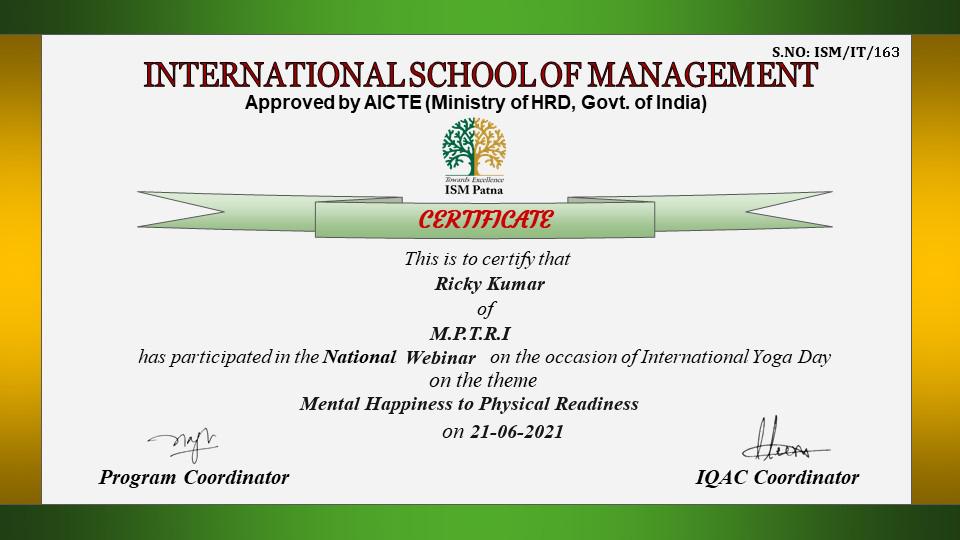 S.NO: ISM/IT/163
INTERNATIONAL SCHOOL OF MANAGEMENT
Approved by AICTE (Ministry of HRD, Govt. of India)
Towards Excellence
ISM Patna
CERTIFICATE
This is to certify that
Ricky Kumar
of
M.P.T.R.I
has participated in the National Webinar on the occasion of International Yoga Day
on the theme
Mental Happiness to Physical Readiness
on 21-06-2021
Program Coordinator
IQAC Coordinator